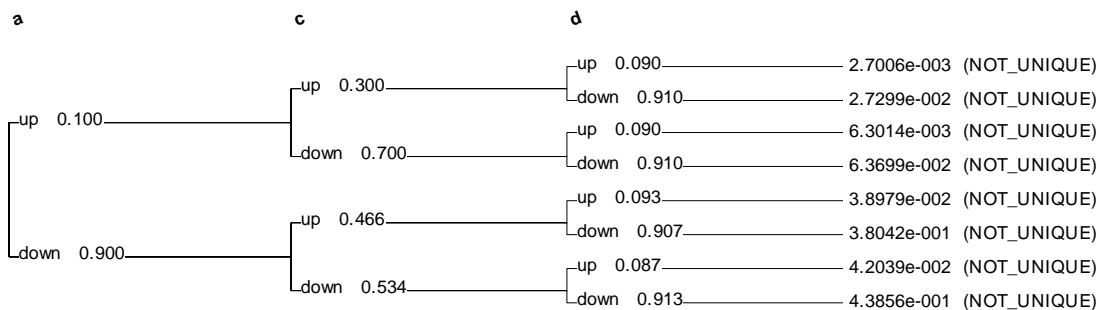 a c d
up 0.090 2.7006e-003 (NOT_UNIQUE)
up 0.300
down 0.910 2.7299e-002 (NOT_UNIQUE)
up 0.100
up 0.090 6.3014e-003 (NOT_UNIQUE)
down 0.700
down 0.910 6.3699e-002 (NOT_UNIQUE)
up 0.093 3.8979e-002 (NOT_UNIQUE)
up 0.466
down 0.907 3.8042e-001 (NOT_UNIQUE)
down 0.900
up 0.087 4.2039e-002 (NOT_UNIQUE)
down 0.534
down 0.913 4.3856e-001 (NOT_UNIQUE)